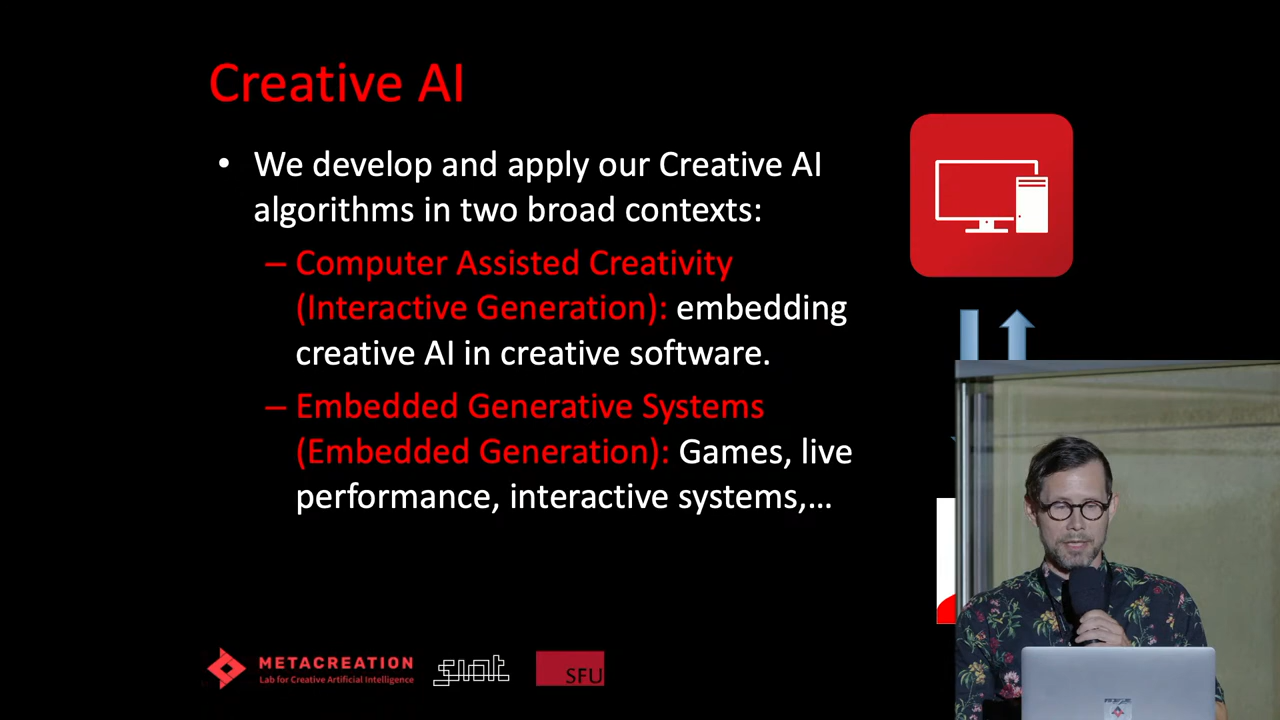 Creative AI
• We develop and apply our Creative AI
algorithms in two broad contexts:
– Computer Assisted Creativity
(Interactive Generation): embedding
creative AI in creative software.
– Embedded Generative Systems
(Embedded Generation): Games, live
performance, interactive systems,...
METACREATION
Lab for Creative Artificial Intelligence
siat
SFU